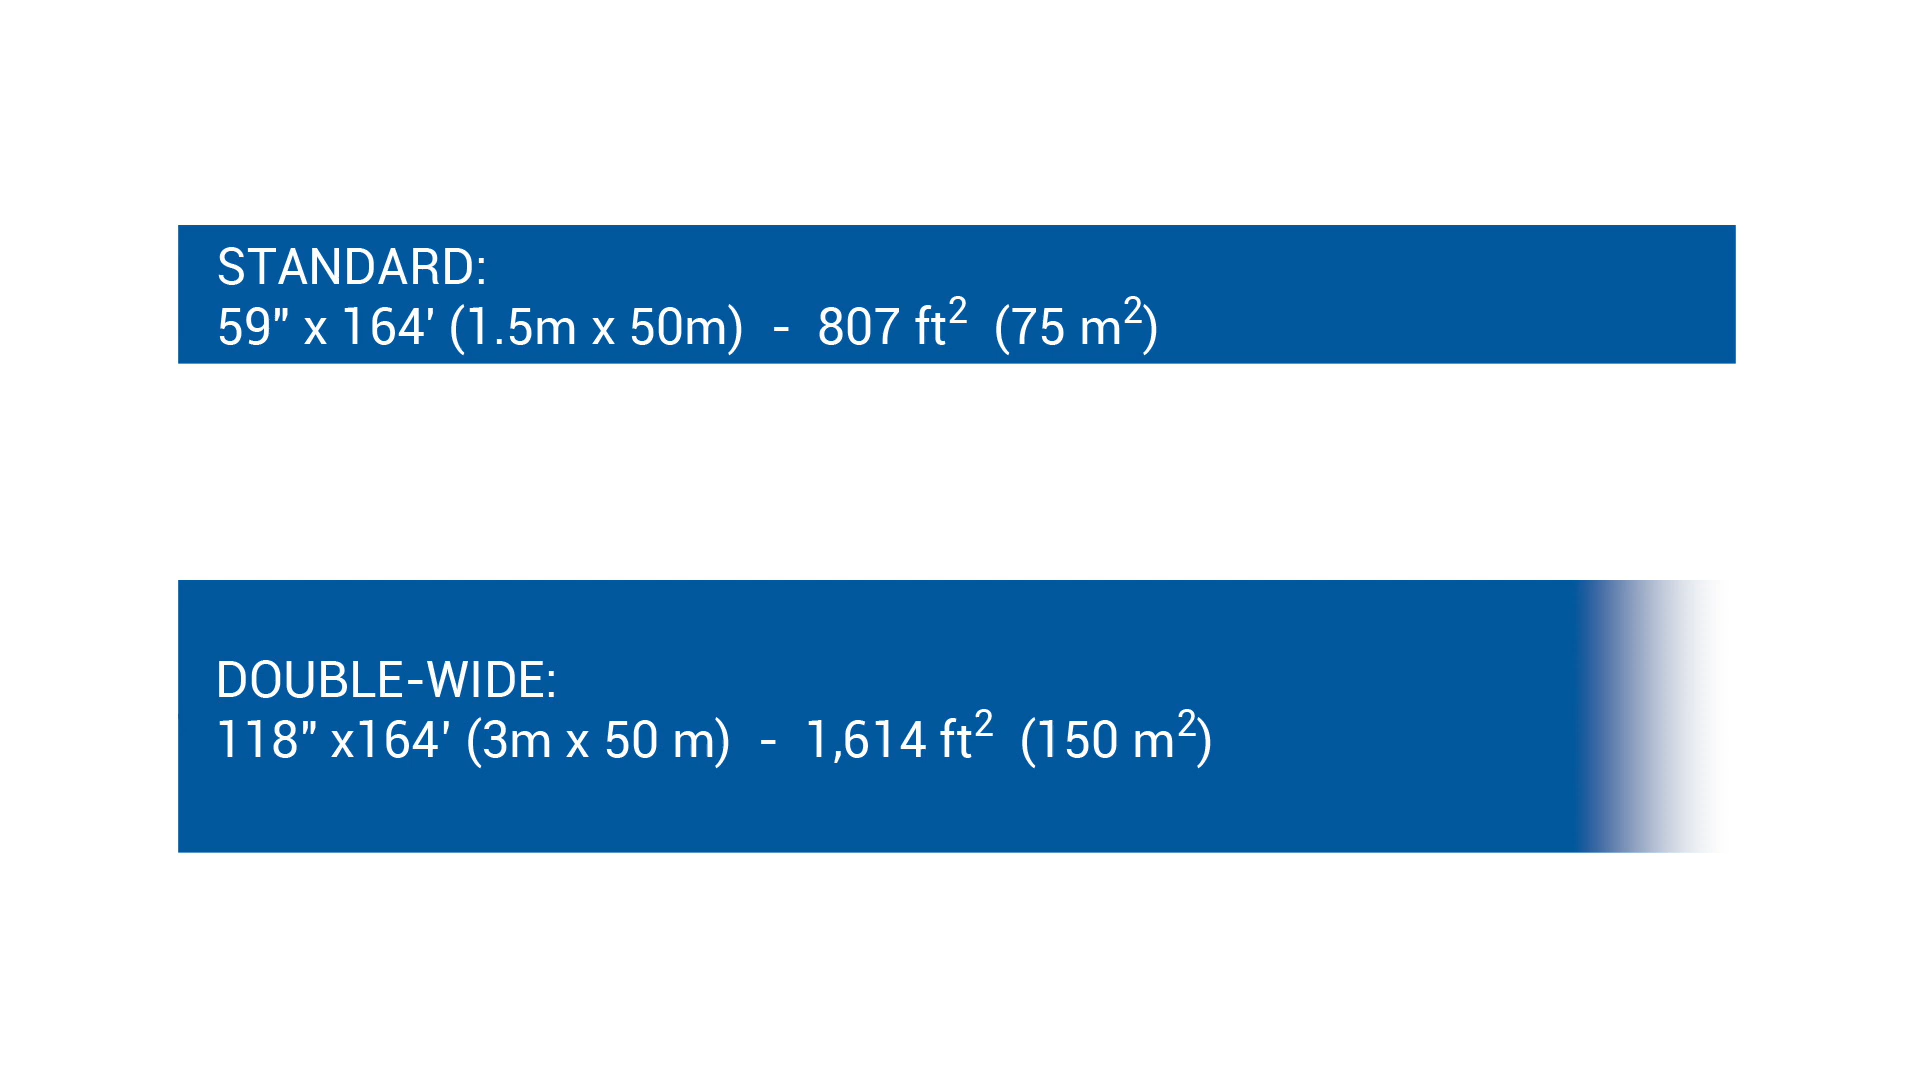 STANDARD:
59" x 164' (1.5m x 50m) - 807 ft² (75 m²)
DOUBLE-WIDE:
118" x164' (3m x 50 m) - 1,614 ft² (150 m²)